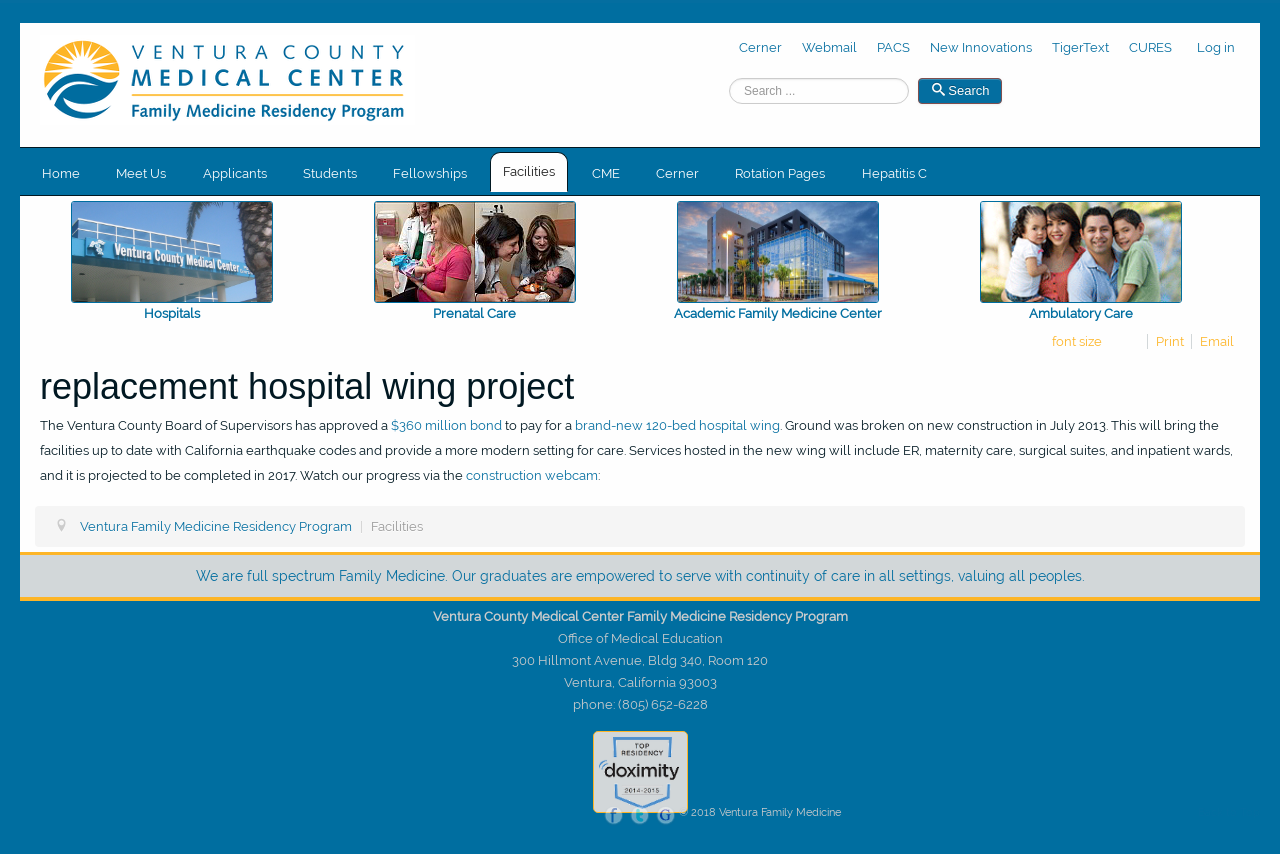 VENTURA COUNTY
MEDICAL CENTER
Family Medicine Residency Program
Cerner Webmail PACS New Innovations TigerText CURES Log in
Search ... Search
Home Meet Us Applicants Students Fellowships Facilities CME Cerner Rotation Pages Hepatitis C
Ventura County Medical Center
Hospitals Prenatal Care Academic Family Medicine Center Ambulatory Care
font size Print Email
replacement hospital wing project
The Ventura County Board of Supervisors has approved a $360 million bond to pay for a brand-new 120-bed hospital wing. Ground was broken on new construction in July 2013. This will bring the
facilities up to date with California earthquake codes and provide a more modern setting for care. Services hosted in the new wing will include ER, maternity care, surgical suites, and inpatient wards,
and it is projected to be completed in 2017. Watch our progress via the construction webcam:
Ventura Family Medicine Residency Program | Facilities
We are full spectrum Family Medicine. Our graduates are empowered to serve with continuity of care in all settings, valuing all peoples.
Ventura County Medical Center Family Medicine Residency Program
Office of Medical Education
300 Hillmont Avenue, Bldg 340, Room 120
Ventura, California 93003
phone: (805) 652-6228
TOP
RESIDENCY
doximity
2014-2015
f t G © 2018 Ventura Family Medicine